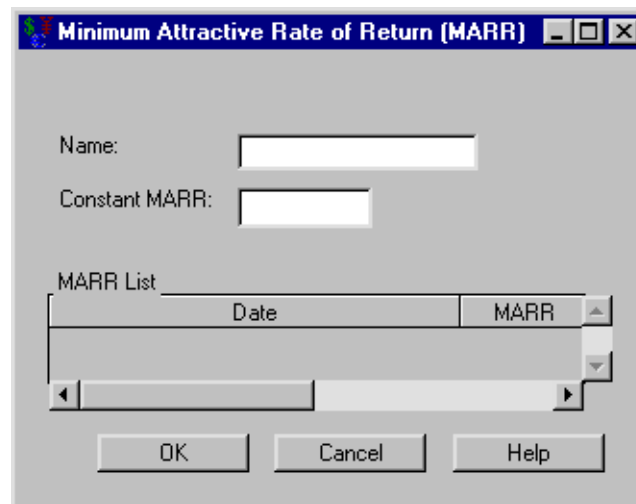 Minimum Attractive Rate of Return (MARR)
Name:
Constant MARR:
MARR List
Date MARR
OK Cancel Help